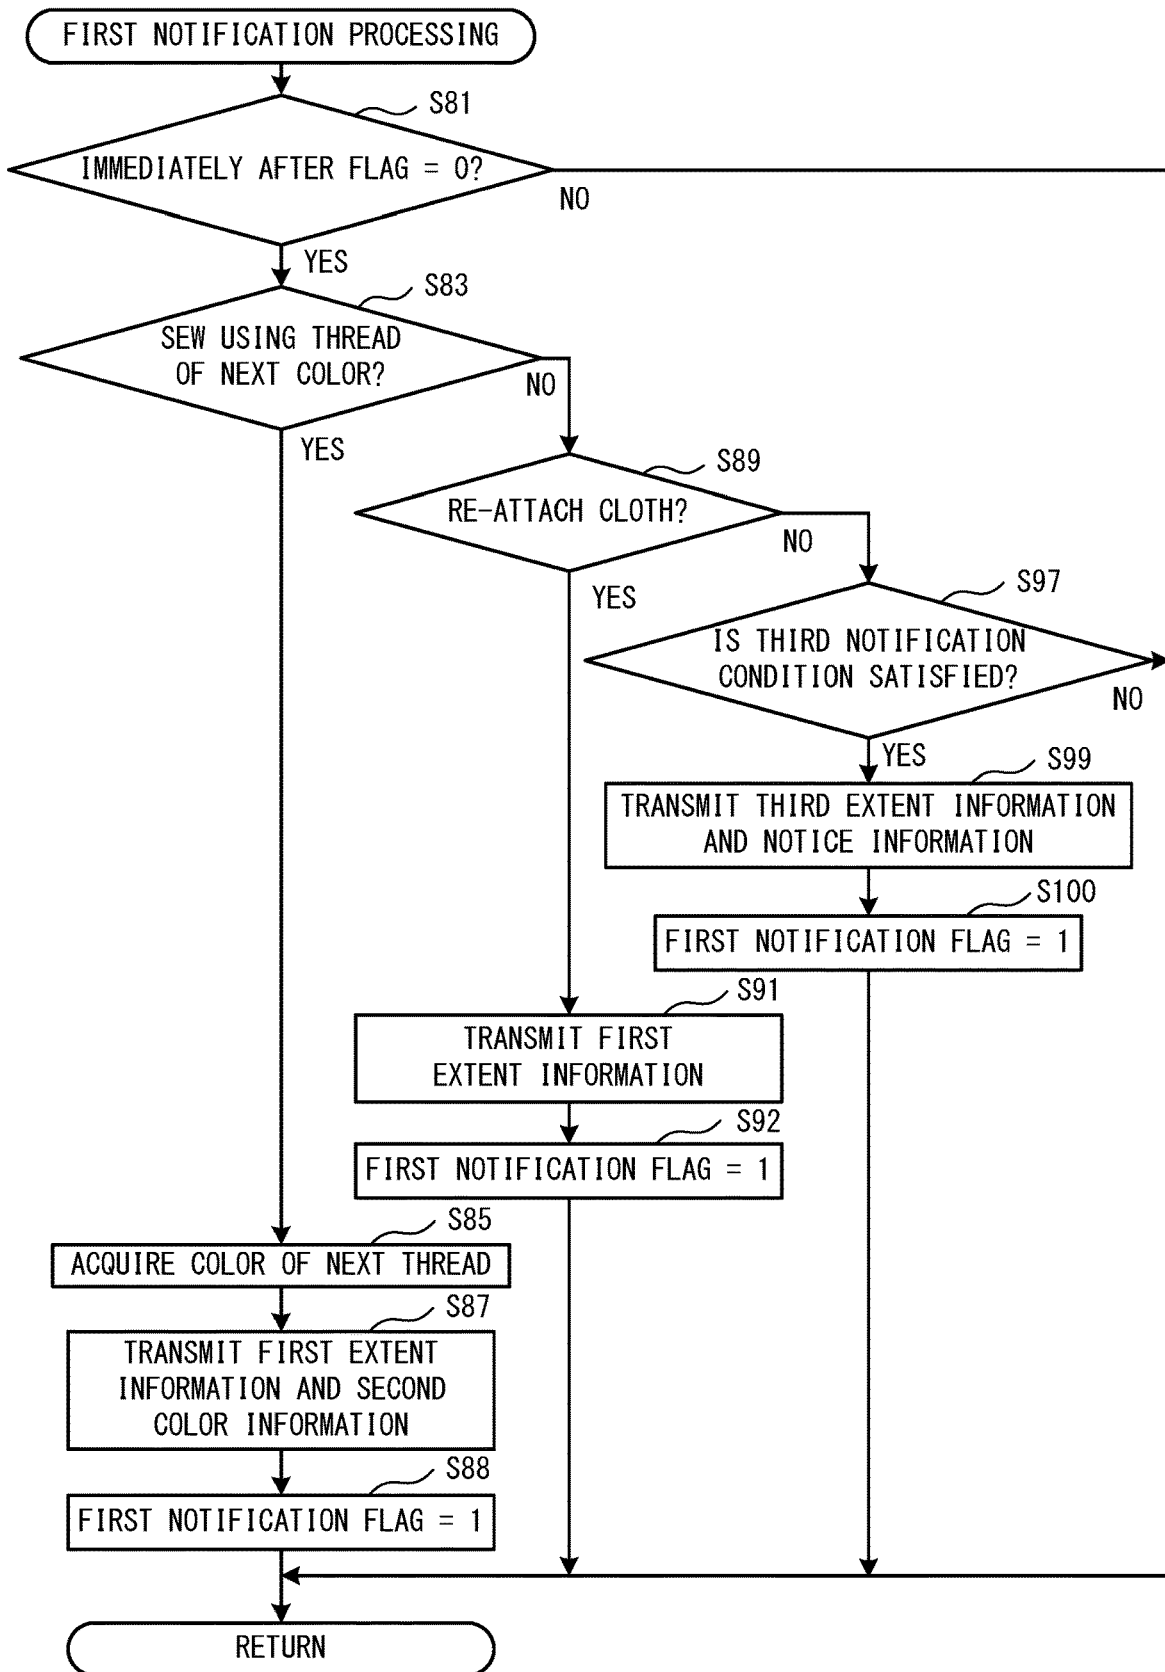 FIRST NOTIFICATION PROCESSING
S81
IMMEDIATELY AFTER FLAG = 0?
NO
YES
S83
SEW USING THREAD
OF NEXT COLOR?
NO
YES
S89
RE-ATTACH CLOTH?
NO
YES
S97
IS THIRD NOTIFICATION
CONDITION SATISFIED?
NO
YES
S99
TRANSMIT THIRD EXTENT INFORMATION
AND NOTICE INFORMATION
S100
FIRST NOTIFICATION FLAG = 1
S91
TRANSMIT FIRST
EXTENT INFORMATION
S92
FIRST NOTIFICATION FLAG = 1
S85
ACQUIRE COLOR OF NEXT THREAD
S87
TRANSMIT FIRST EXTENT
INFORMATION AND SECOND
COLOR INFORMATION
S88
FIRST NOTIFICATION FLAG = 1
RETURN